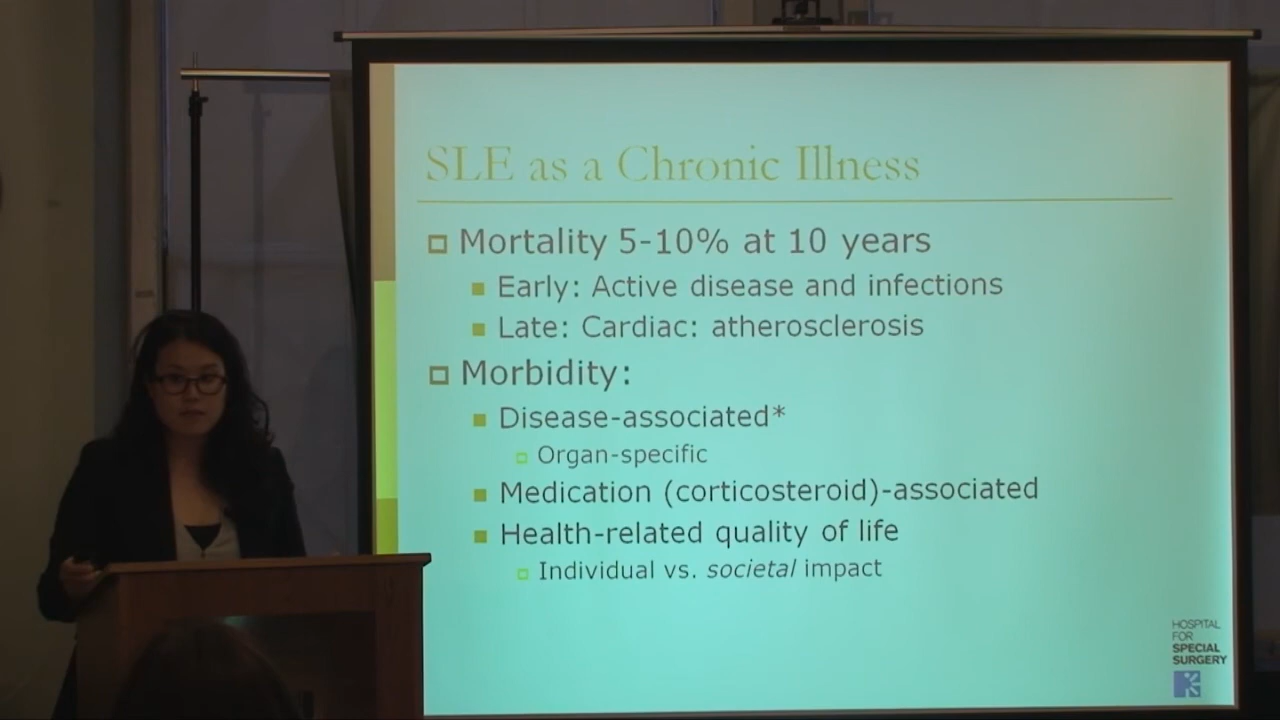 SLE as a Chronic Illness
Mortality 5-10% at 10 years
Early: Active disease and infections
Late: Cardiac: atherosclerosis
Morbidity:
Disease-associated*
Organ-specific
Medication (corticosteroid)-associated
Health-related quality of life
Individual vs. societal impact
HOSPITAL
FOR
SPECIAL
SURGERY